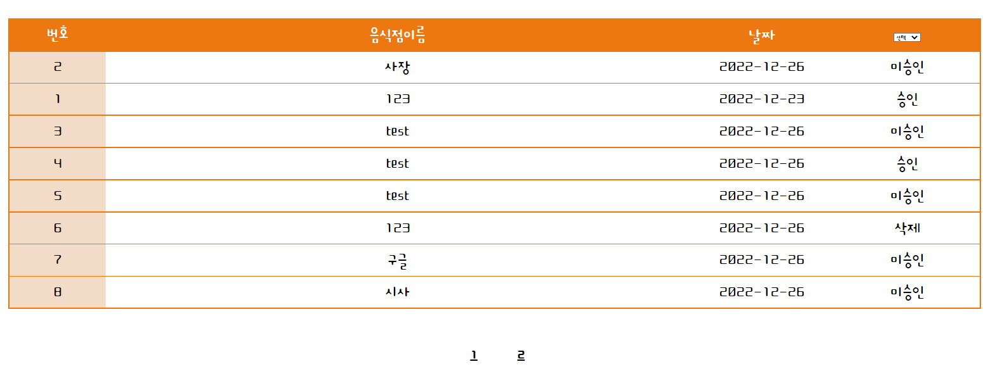 번호 음식점이름 날짜 선택
2 사장 2022-12-26 미승인
1 123 2022-12-23 승인
3 test 2022-12-26 미승인
4 test 2022-12-26 승인
5 test 2022-12-26 미승인
6 123 2022-12-26 삭제
7 구글 2022-12-26 미승인
8 시사 2022-12-26 미승인
1 2